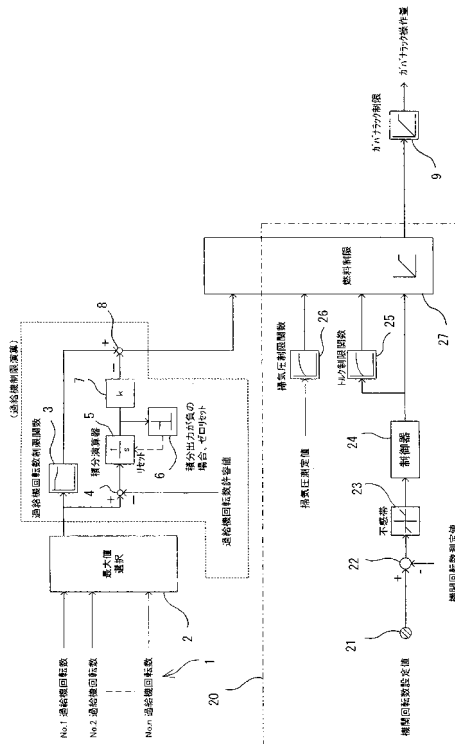 (過給機制限演算)
No.1 過給機回転数
No.2 過給機回転数
No.n 過給機回転数
1
最大値
選択
2
過給機回転数制限関数
3
4
+
−
積分演算器
5
1
s
リセット
6
積分出力が負の
場合、ゼロリセット
過給機回転数許容値
7
k
8
+
−
20
掃気圧測定値
掃気圧制限関数
26
トルク制限関数
25
機関回転数設定値
21
22
+
-
機関回転数測定値
不感帯
23
24
制御器
燃料制限
27
ガバナラック制限
9
ガバナラック操作量